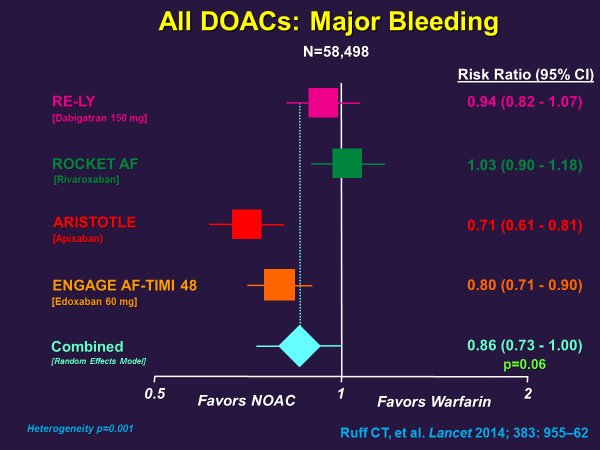 All DOACs: Major Bleeding
N=58,498
Risk Ratio (95% CI)
RE-LY
[Dabigatran 150 mg]
0.94 (0.82 - 1.07)
ROCKET AF
[Rivaroxaban]
1.03 (0.90 - 1.18)
ARISTOTLE
[Apixaban)
0.71 (0.61 - 0.81)
ENGAGE AF-TIMI 48
[Edoxaban 60 mg]
0.80 (0.71 - 0.90)
Combined
[Random Effects Model]
0.86 (0.73 - 1.00)
p=0.06
0.5
1
2
Favors NOAC
Favors Warfarin
Heterogeneity p=0.001
Ruff CT, et al. Lancet 2014; 383: 955–62